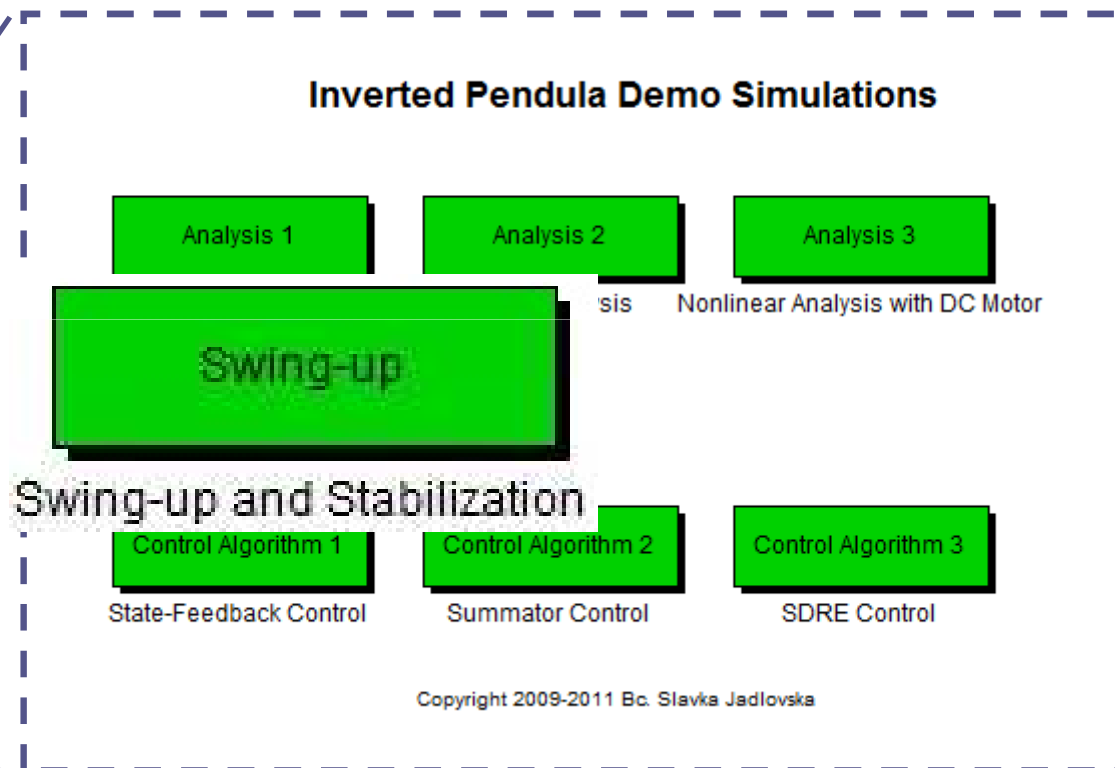 Inverted Pendula Demo Simulations
Analysis 1
Analysis 2
Analysis 3
Nonlinear Analysis with DC Motor
Swing-up
Swing-up and Stabilization
Control Algorithm 1
Control Algorithm 2
Control Algorithm 3
State-Feedback Control
Summator Control
SDRE Control
Copyright 2009-2011 Bc. Slavka Jadlovska